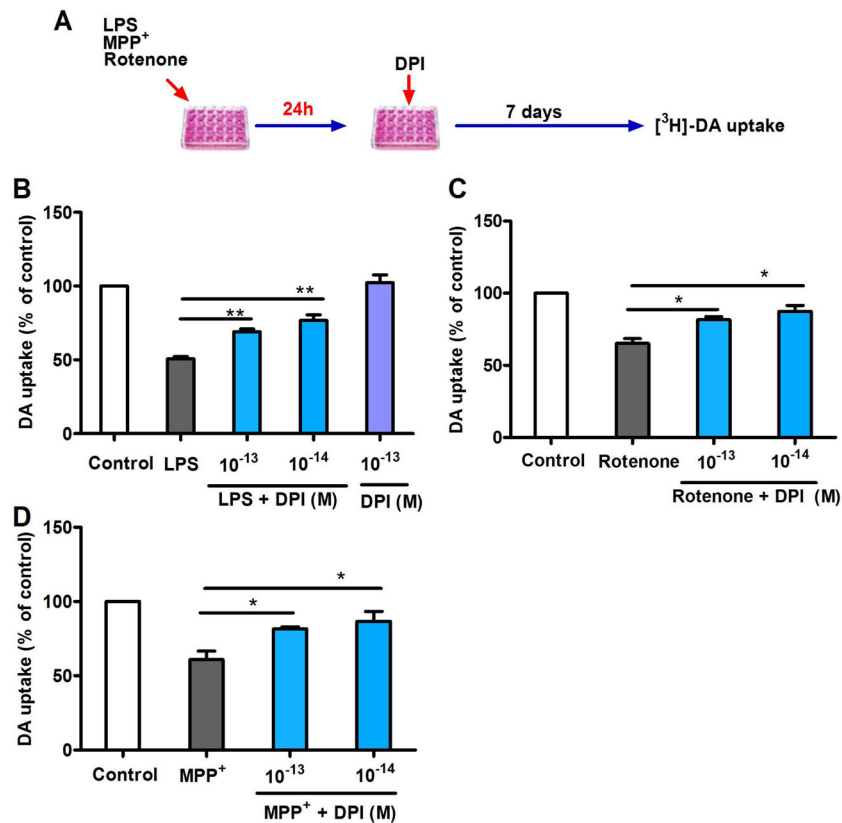 A
LPS
MPP⁺
Rotenone
24h
DPI
7 days
[³H]-DA uptake
B
DA uptake (% of control)
150
100
50
0
**
**
Control LPS 10⁻¹³ 10⁻¹⁴ 10⁻¹³
LPS + DPI (M) DPI (M)
C
DA uptake (% of control)
150
100
50
0
*
*
Control Rotenone 10⁻¹³ 10⁻¹⁴
Rotenone + DPI (M)
D
DA uptake (% of control)
150
100
50
0
*
*
Control MPP⁺ 10⁻¹³ 10⁻¹⁴
MPP⁺ + DPI (M)